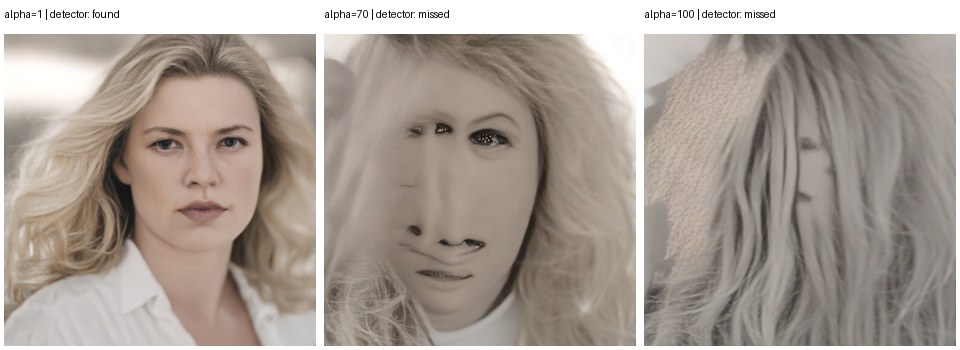 alpha=1 | detector: found
alpha=70 | detector: missed
alpha=100 | detector: missed